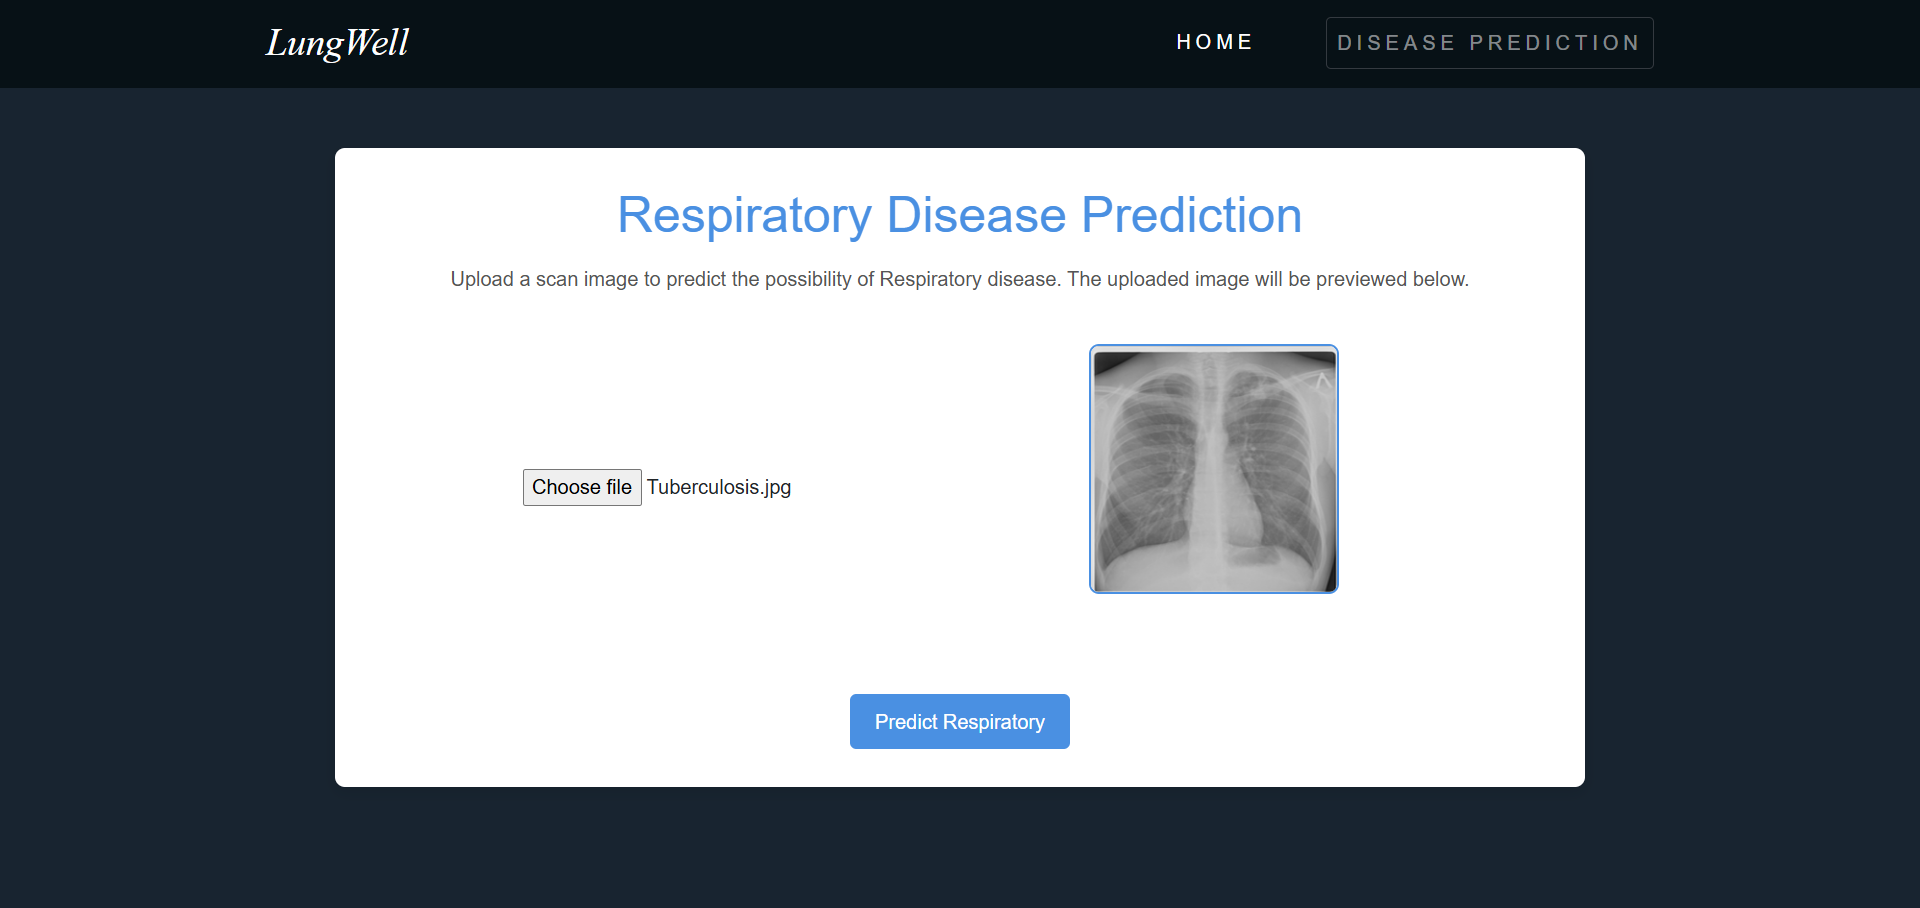 LungWell
HOME
DISEASE PREDICTION
Respiratory Disease Prediction
Upload a scan image to predict the possibility of Respiratory disease. The uploaded image will be previewed below.
Choose file Tuberculosis.jpg
Predict Respiratory